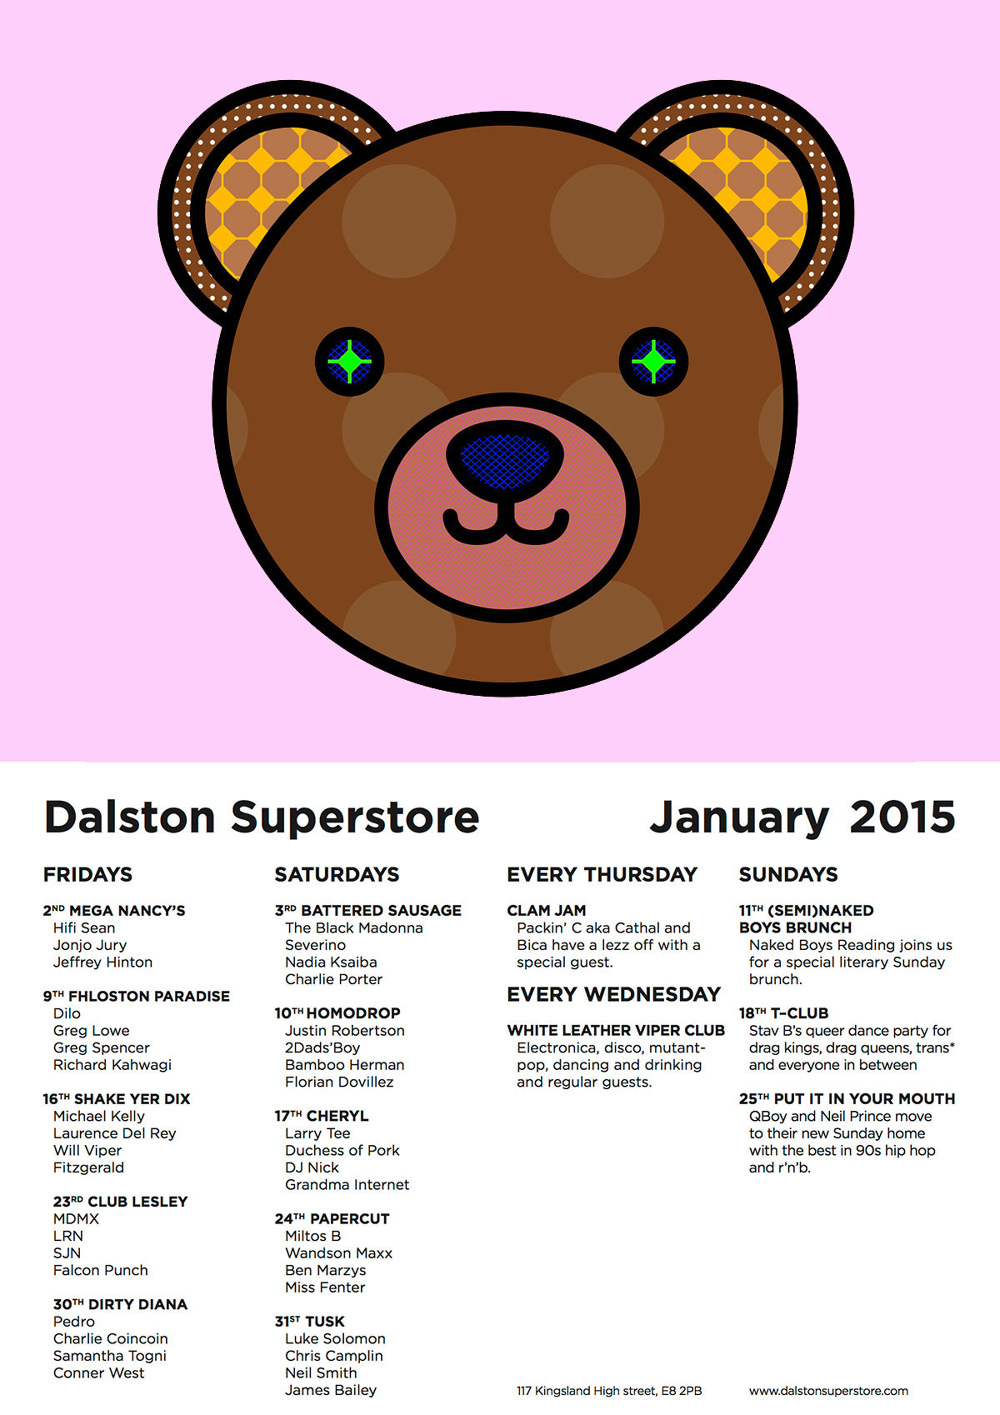 Dalston Superstore
January 2015
FRIDAYS
2ND MEGA NANCY'S
Hifi Sean
Jonjo Jury
Jeffrey Hinton
9TH FHLOSTON PARADISE
Dilo
Greg Lowe
Greg Spencer
Richard Kahwagi
16TH SHAKE YER DIX
Michael Kelly
Laurence Del Rey
Will Viper
Fitzgerald
23RD CLUB LESLEY
MDMX
LRN
SJN
Falcon Punch
30TH DIRTY DIANA
Pedro
Charlie Coincoin
Samantha Togni
Conner West
SATURDAYS
3RD BATTERED SAUSAGE
The Black Madonna
Severino
Nadia Ksaiba
Charlie Porter
10TH HOMODROP
Justin Robertson
2Dads'Boy
Bamboo Herman
Florian Dovillez
17TH CHERYL
Larry Tee
Duchess of Pork
DJ Nick
Grandma Internet
24TH PAPERCUT
Miltos B
Wandson Maxx
Ben Marzys
Miss Fenter
31ST TUSK
Luke Solomon
Chris Camplin
Neil Smith
James Bailey
EVERY THURSDAY
CLAM JAM
Packin' C aka Cathal and
Bica have a lezz off with a
special guest.
EVERY WEDNESDAY
WHITE LEATHER VIPER CLUB
Electronica, disco, mutant-
pop, dancing and drinking
and regular guests.
SUNDAYS
11TH (SEMI)NAKED
BOYS BRUNCH
Naked Boys Reading joins us
for a special literary Sunday
brunch.
18TH T–CLUB
Stav B's queer dance party for
drag kings, drag queens, trans*
and everyone in between
25TH PUT IT IN YOUR MOUTH
QBoy and Neil Prince move
to their new Sunday home
with the best in 90s hip hop
and r'n'b.
117 Kingsland High street, E8 2PB
www.dalstonsuperstore.com